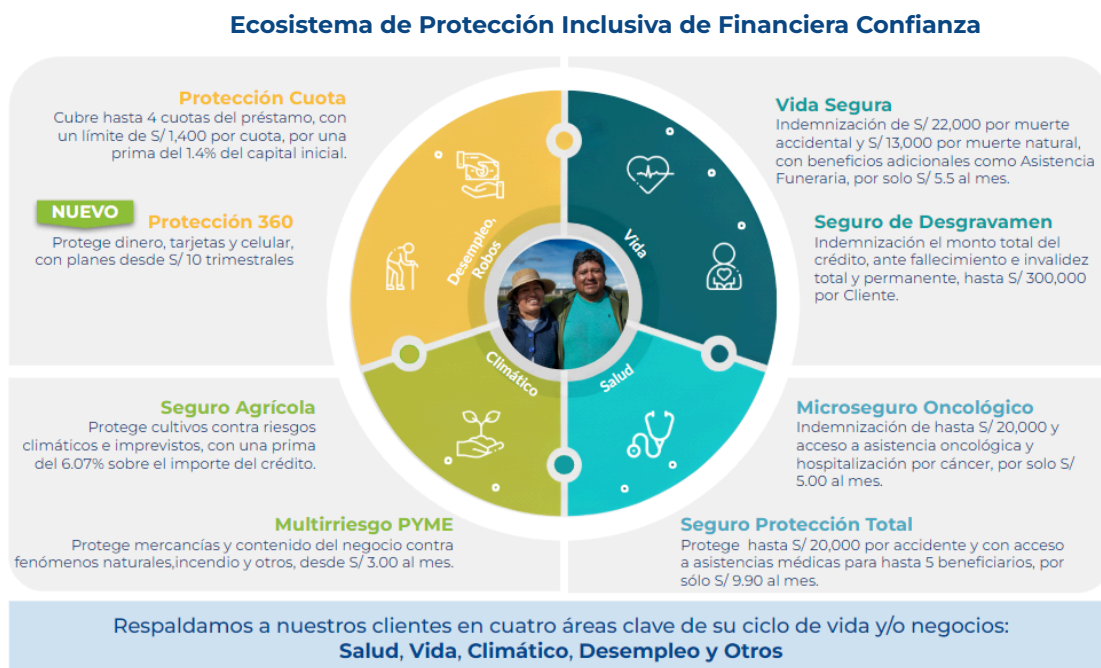 Ecosistema de Protección Inclusiva de Financiera Confianza
Protección Cuota
Cubre hasta 4 cuotas del préstamo, con
un límite de S/ 1,400 por cuota, por una
prima del 1.4% del capital inicial.
NUEVO
Protección 360
Protege dinero, tarjetas y celular,
con planes desde S/ 10 trimestrales
Desempleo,
Robos
Vida
Vida Segura
Indemnización de S/ 22,000 por muerte
accidental y S/ 13,000 por muerte natural,
con beneficios adicionales como Asistencia
Funeraria, por solo S/ 5.5 al mes.
Seguro de Desgravamen
Indemnización el monto total del
crédito, ante fallecimiento e invalidez
total y permanente, hasta S/ 300,000
por Cliente.
Seguro Agrícola
Protege cultivos contra riesgos
climáticos e imprevistos, con una prima
del 6.07% sobre el importe del crédito.
Multirriesgo PYME
Protege mercancías y contenido del negocio contra
fenómenos naturales,incendio y otros, desde S/ 3.00 al mes.
Climático
Salud
Microseguro Oncológico
Indemnización de hasta S/ 20,000 y
acceso a asistencia oncológica y
hospitalización por cáncer, por solo S/
5.00 al mes.
Seguro Protección Total
Protege hasta S/ 20,000 por accidente y con acceso
a asistencias médicas para hasta 5 beneficiarios, por
sólo S/ 9.90 al mes.
Respaldamos a nuestros clientes en cuatro áreas clave de su ciclo de vida y/o negocios:
Salud, Vida, Climático, Desempleo y Otros